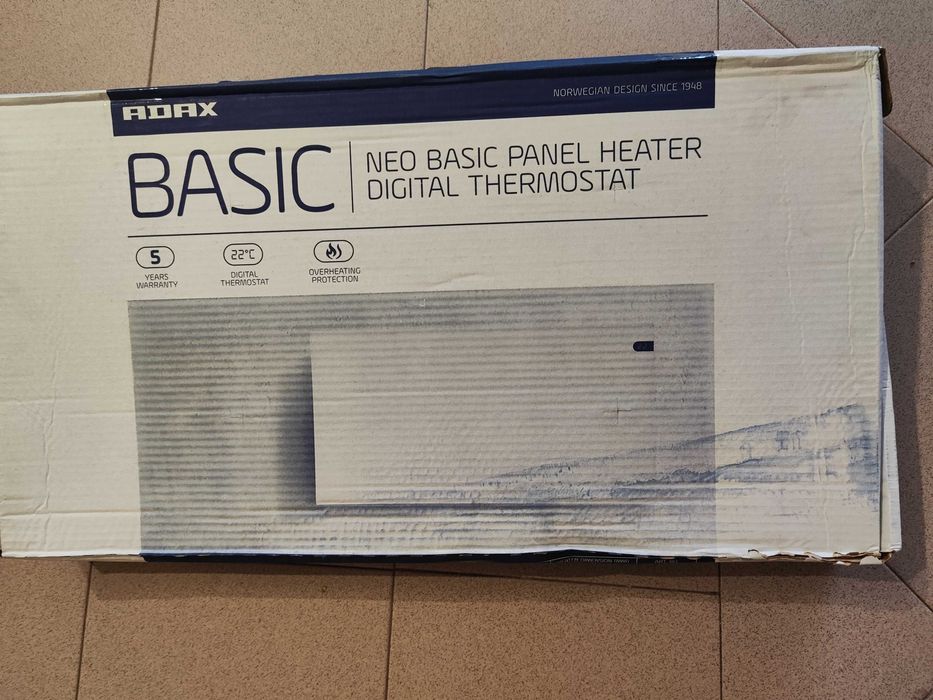 ADAX
NORWEGIAN DESIGN SINCE 1948
BASIC
NEO BASIC PANEL HEATER
DIGITAL THERMOSTAT
5
YEARS
WARRANTY
22°C
DIGITAL
THERMOSTAT
OVERHEATING
PROTECTION